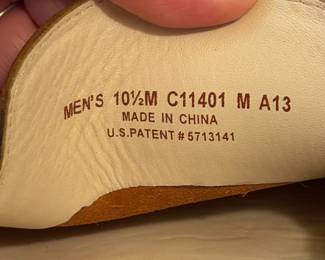 MEN'S 10½M C11401 M A13
MADE IN CHINA
U.S.PATENT # 5713141